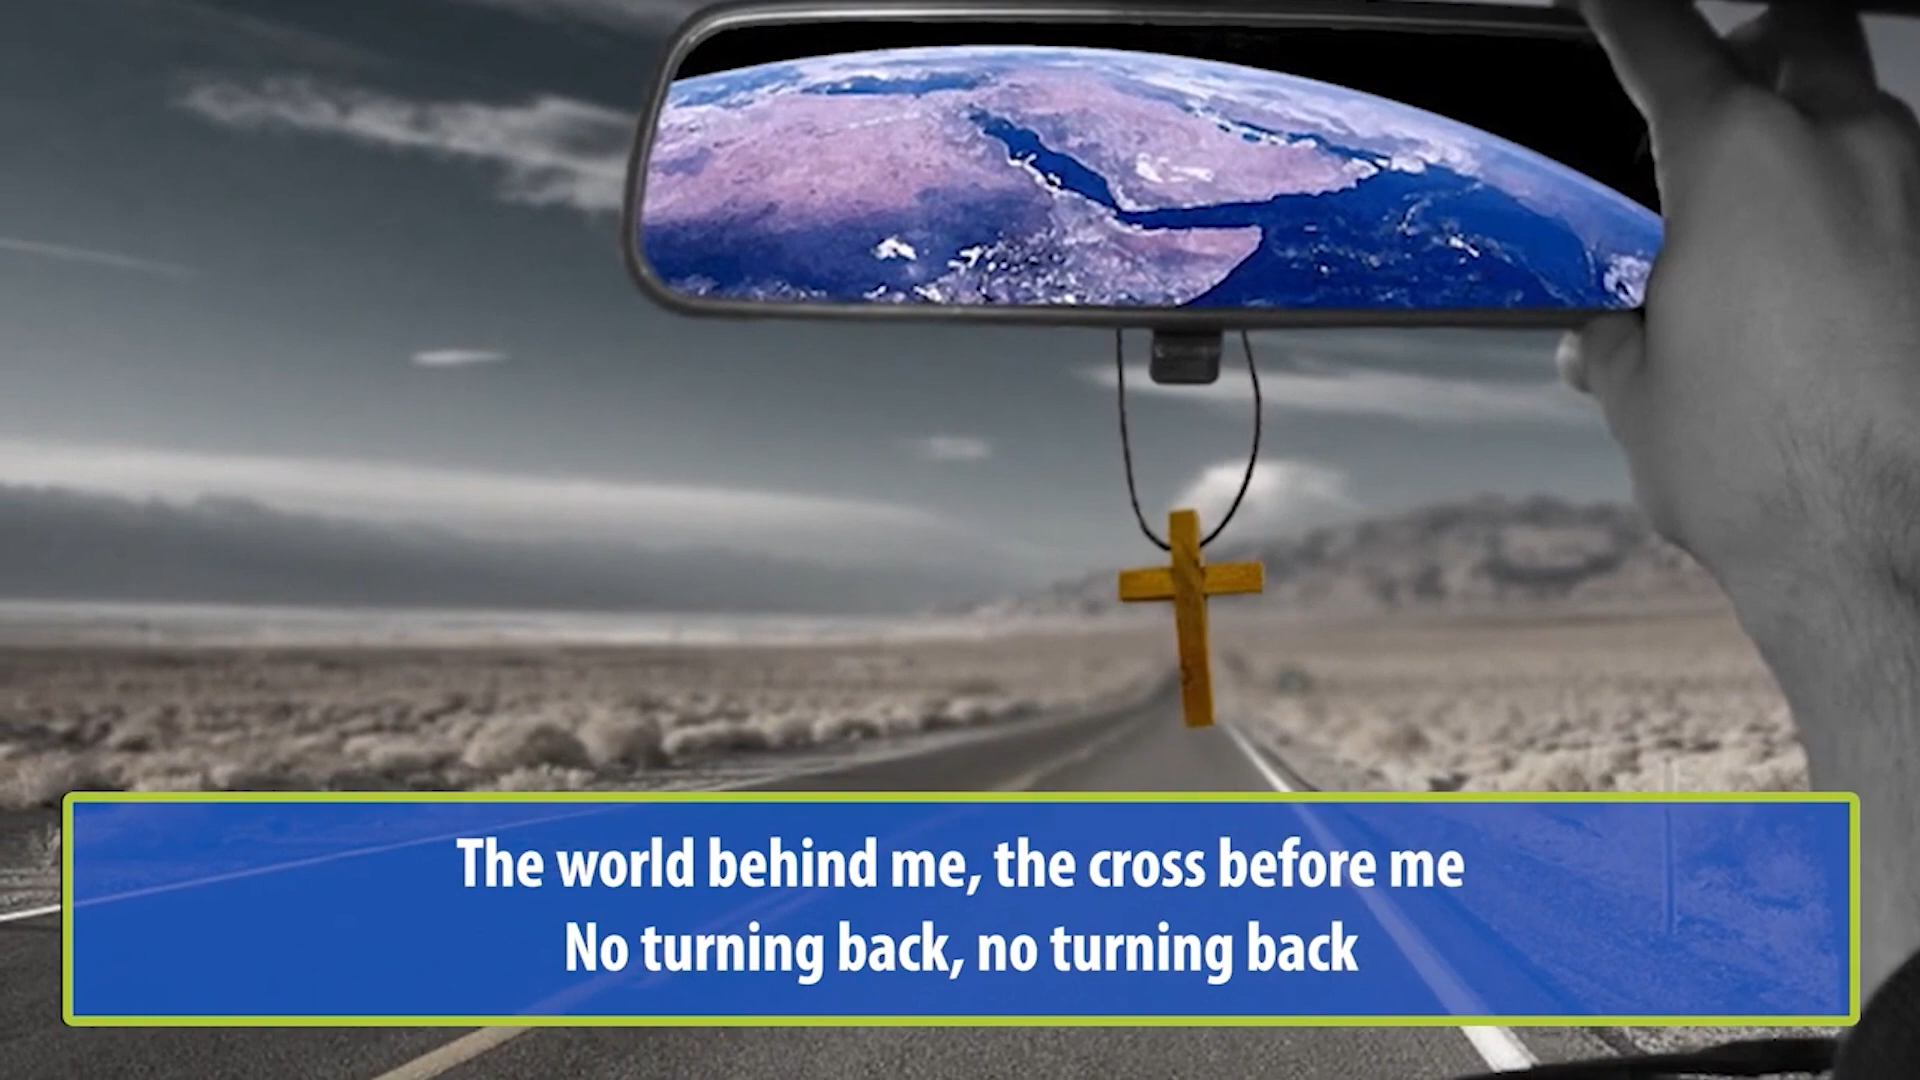 The world behind me, the cross before me
No turning back, no turning back